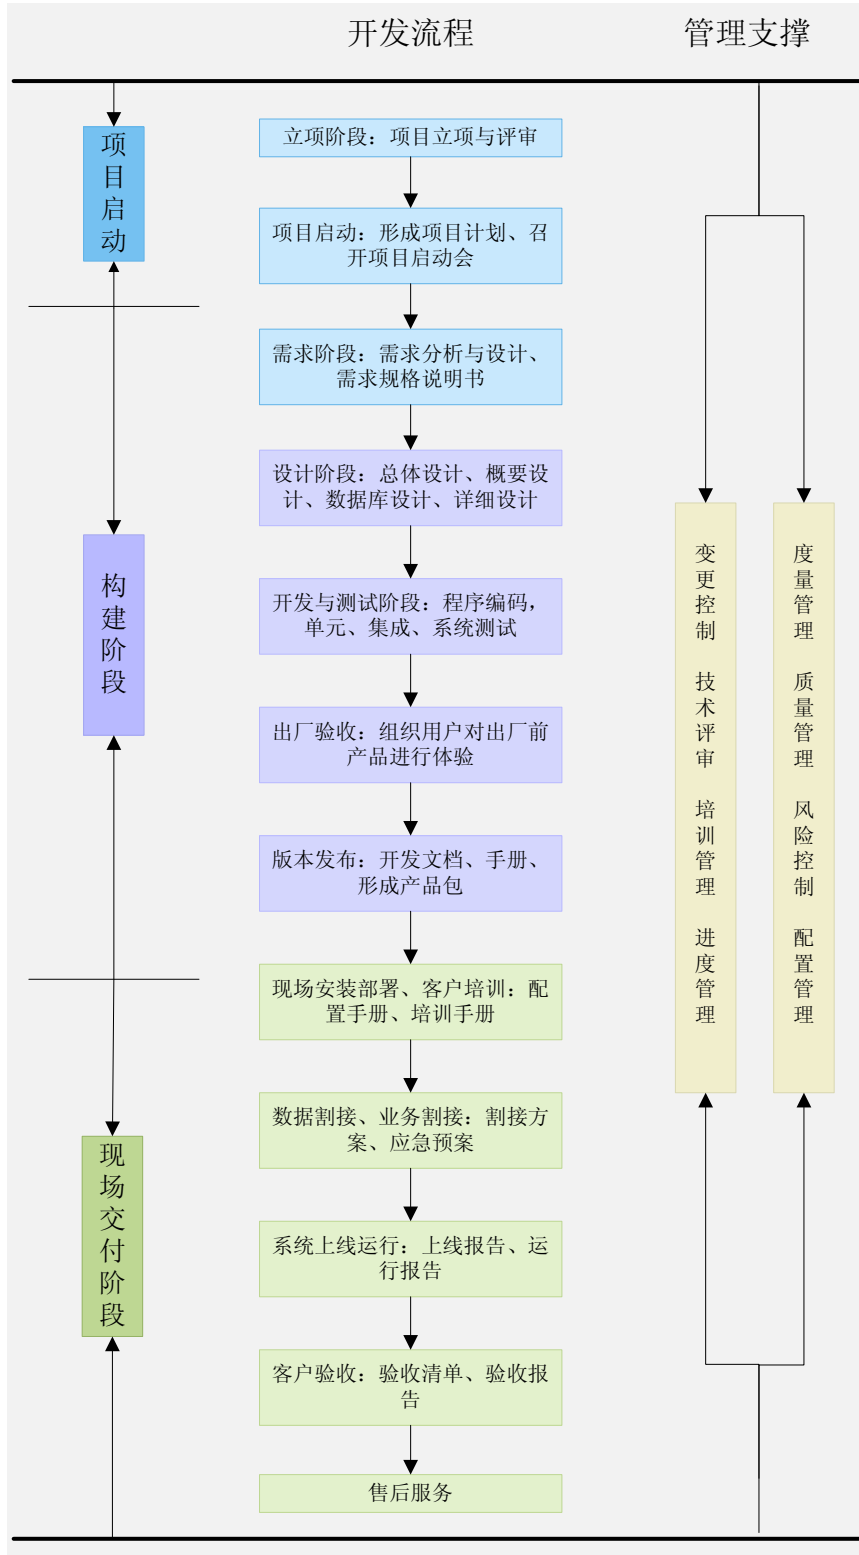 开发流程
管理支撑
项目启动
立项阶段：项目立项与评审
项目启动：形成项目计划、召
开项目启动会
需求阶段：需求分析与设计、
需求规格说明书
构建阶段
设计阶段：总体设计、概要设
计、数据库设计、详细设计
开发与测试阶段：程序编码，
单元、集成、系统测试
出厂验收：组织用户对出厂前
产品进行体验
版本发布：开发文档、手册、
形成产品包
现场交付阶段
现场安装部署、客户培训：配
置手册、培训手册
数据割接、业务割接：割接方
案、应急预案
系统上线运行：上线报告、运
行报告
客户验收：验收清单、验收报
告
售后服务
变更控制 技术评审 培训管理 进度管理
度量管理 质量管理 风险控制 配置管理